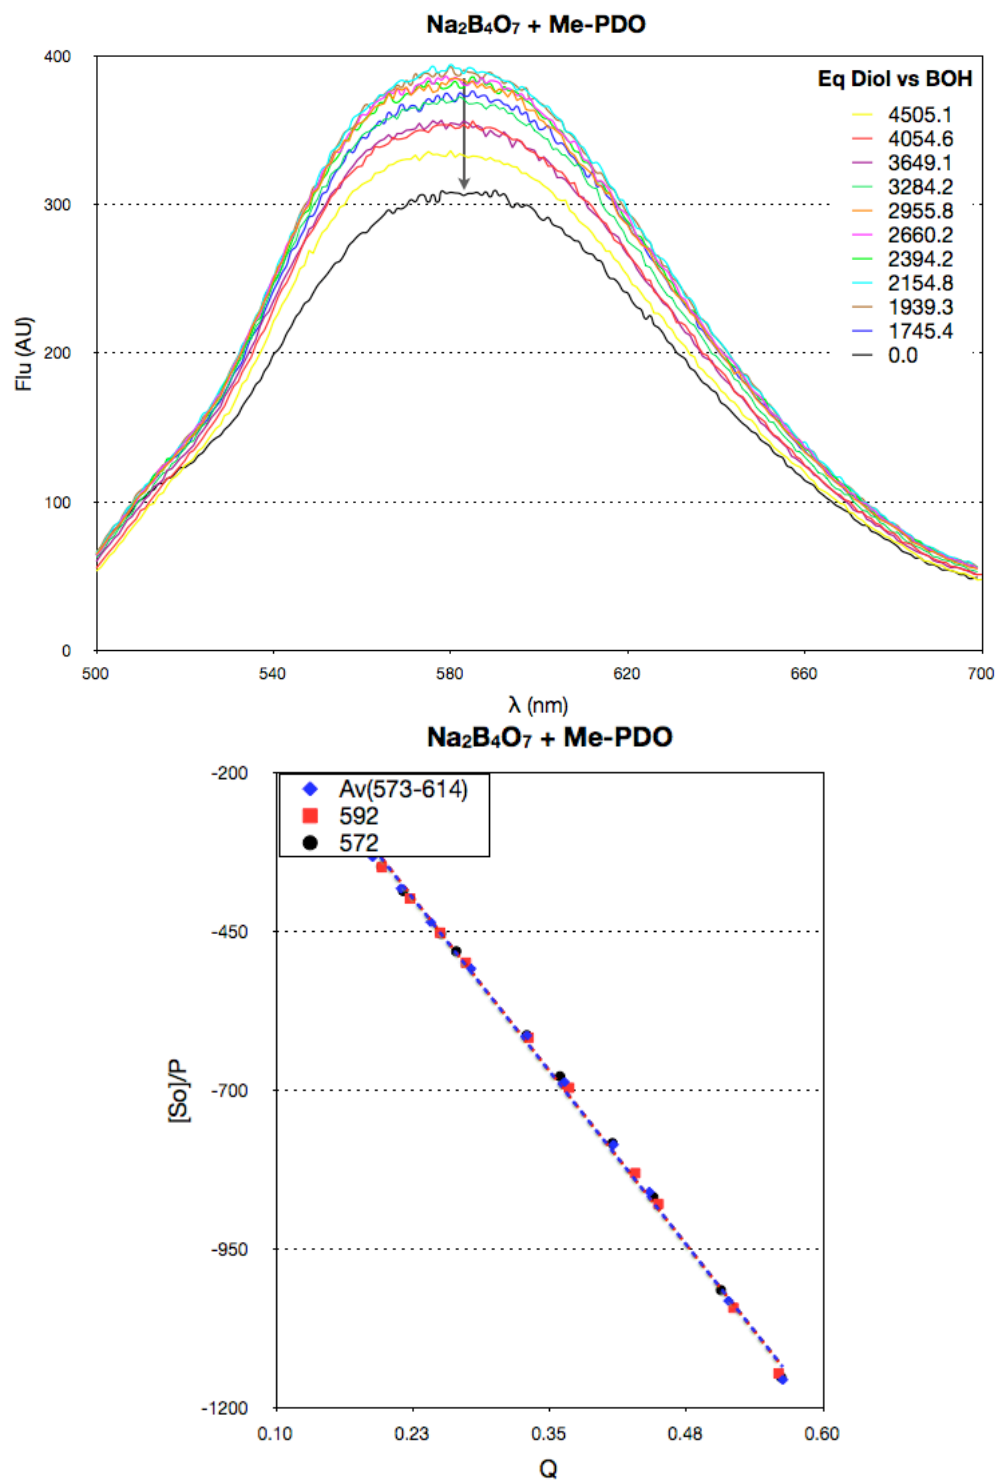 Na₂B₄O₇ + Me-PDO
400
Eq Diol vs BOH
4505.1
4054.6
3649.1
3284.2
2955.8
2660.2
2394.2
2154.8
1939.3
1745.4
0.0
300
200
100
0
Flu (AU)
500 540 580 620 660 700
λ (nm)
Na₂B₄O₇ + Me-PDO
-200
Av(573-614)
592
572
-450
-700
-950
-1200
[So]/P
0.10 0.23 0.35 0.48 0.60
Q